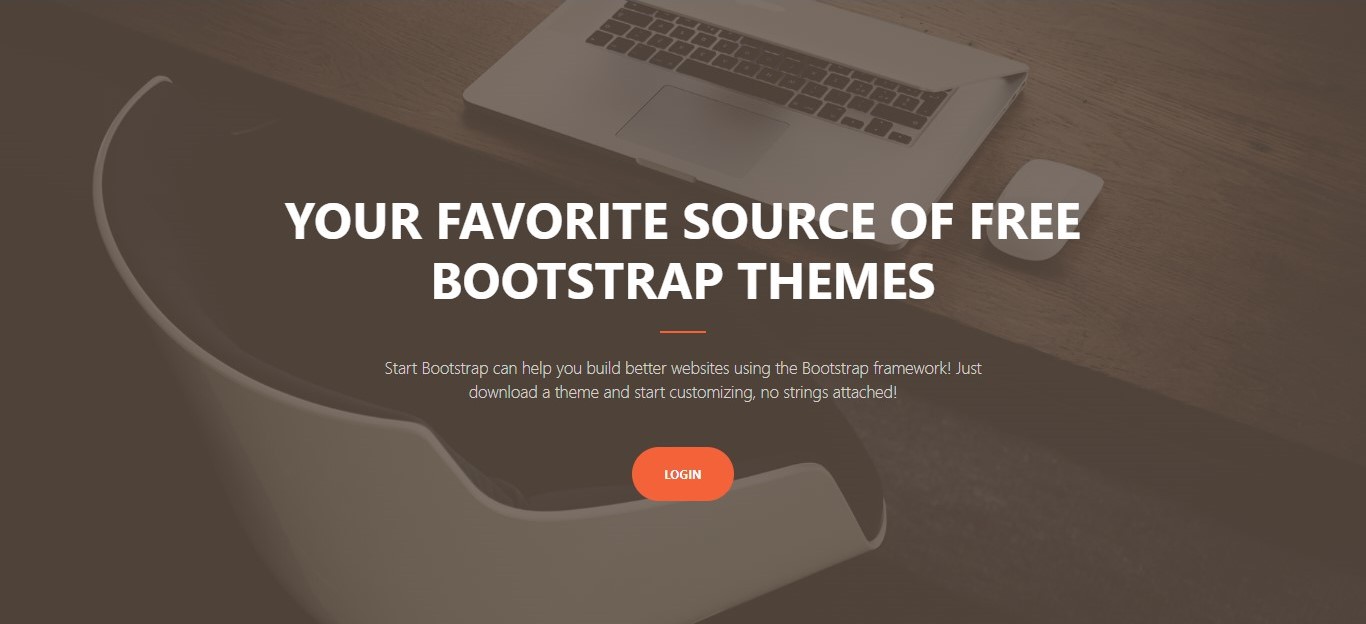 YOUR FAVORITE SOURCE OF FREE
BOOTSTRAP THEMES
Start Bootstrap can help you build better websites using the Bootstrap framework! Just
download a theme and start customizing, no strings attached!
LOGIN